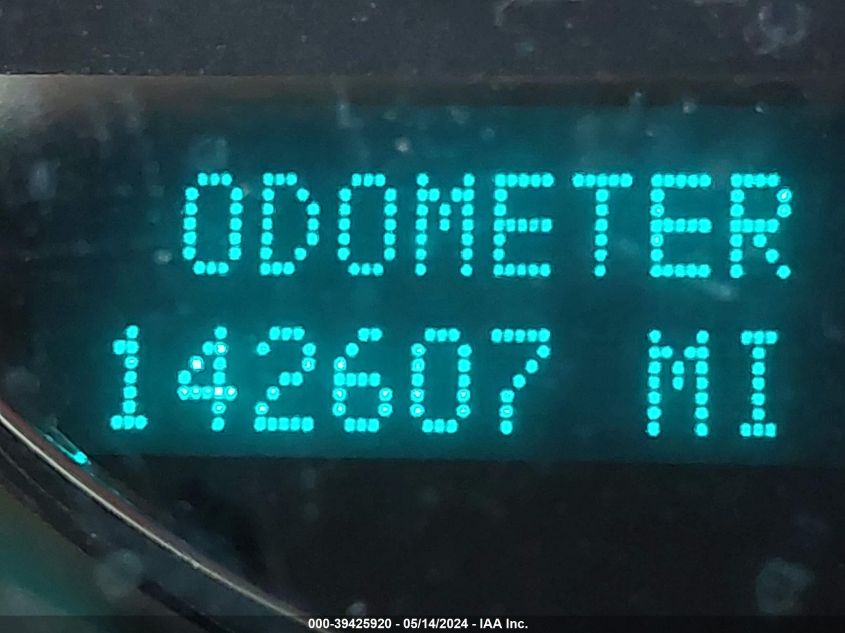 ODOMETER
142607 MI
000-39425920 - 05/14/2024 - IAA Inc.